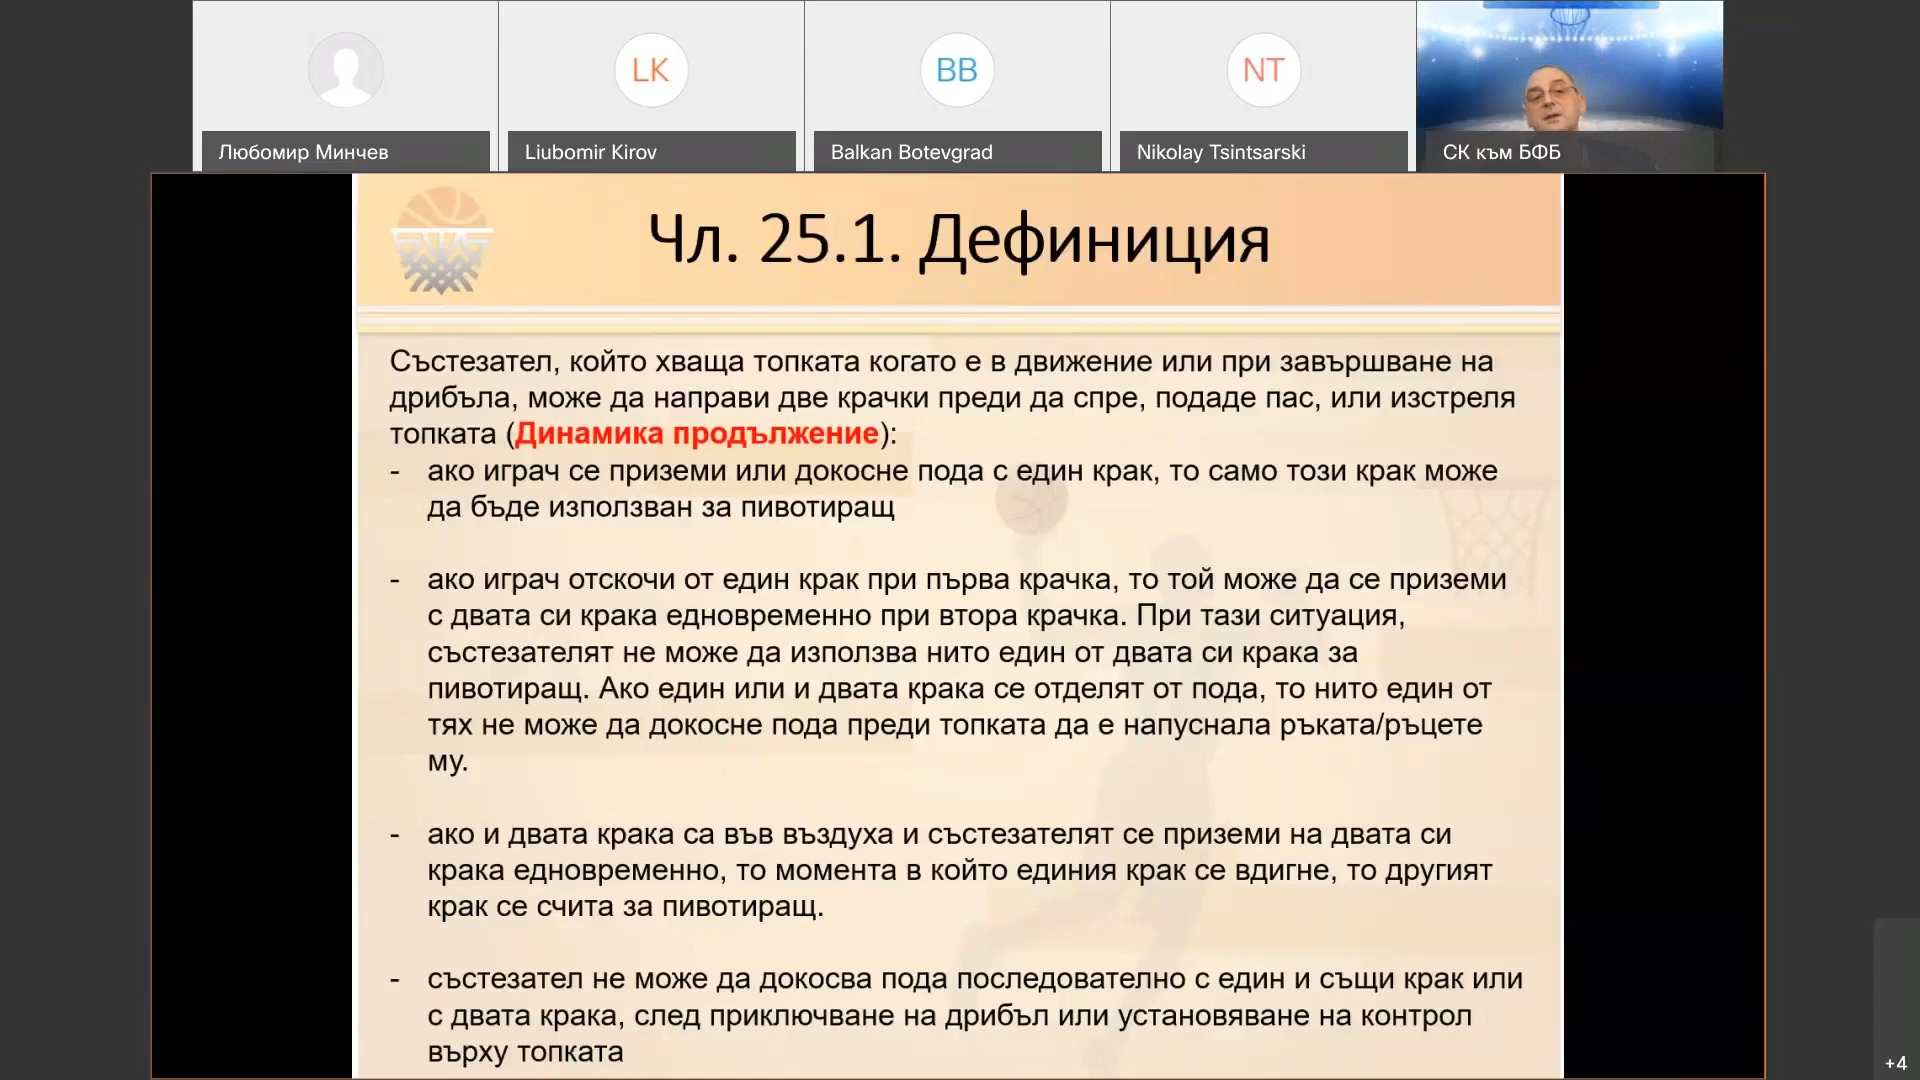 LK
BB
NT
Любомир Минчев
Liubomir Kirov
Balkan Botevgrad
Nikolay Tsintsarski
СК към БФБ
Чл. 25.1. Дефиниция
Състезател, който хваща топката когато е в движение или при завършване на
дрибъла, може да направи две крачки преди да спре, подаде пас, или изстреля
топката (Динамика продължение):
- ако играч се приземи или докосне пода с един крак, то само този крак може
да бъде използван за пивотиращ
- ако играч отскочи от един крак при първа крачка, то той може да се приземи
с двата си крака едновременно при втора крачка. При тази ситуация,
състезателят не може да използва нито един от двата си крака за
пивотиращ. Ако един или и двата крака се отделят от пода, то нито един от
тях не може да докосне пода преди топката да е напуснала ръката/ръцете
му.
- ако и двата крака са във въздуха и състезателят се приземи на двата си
крака едновременно, то момента в който единия крак се вдигне, то другият
крак се счита за пивотиращ.
- състезател не може да докосва пода последователно с един и същи крак или
с двата крака, след приключване на дрибъл или установяване на контрол
върху топката
+4